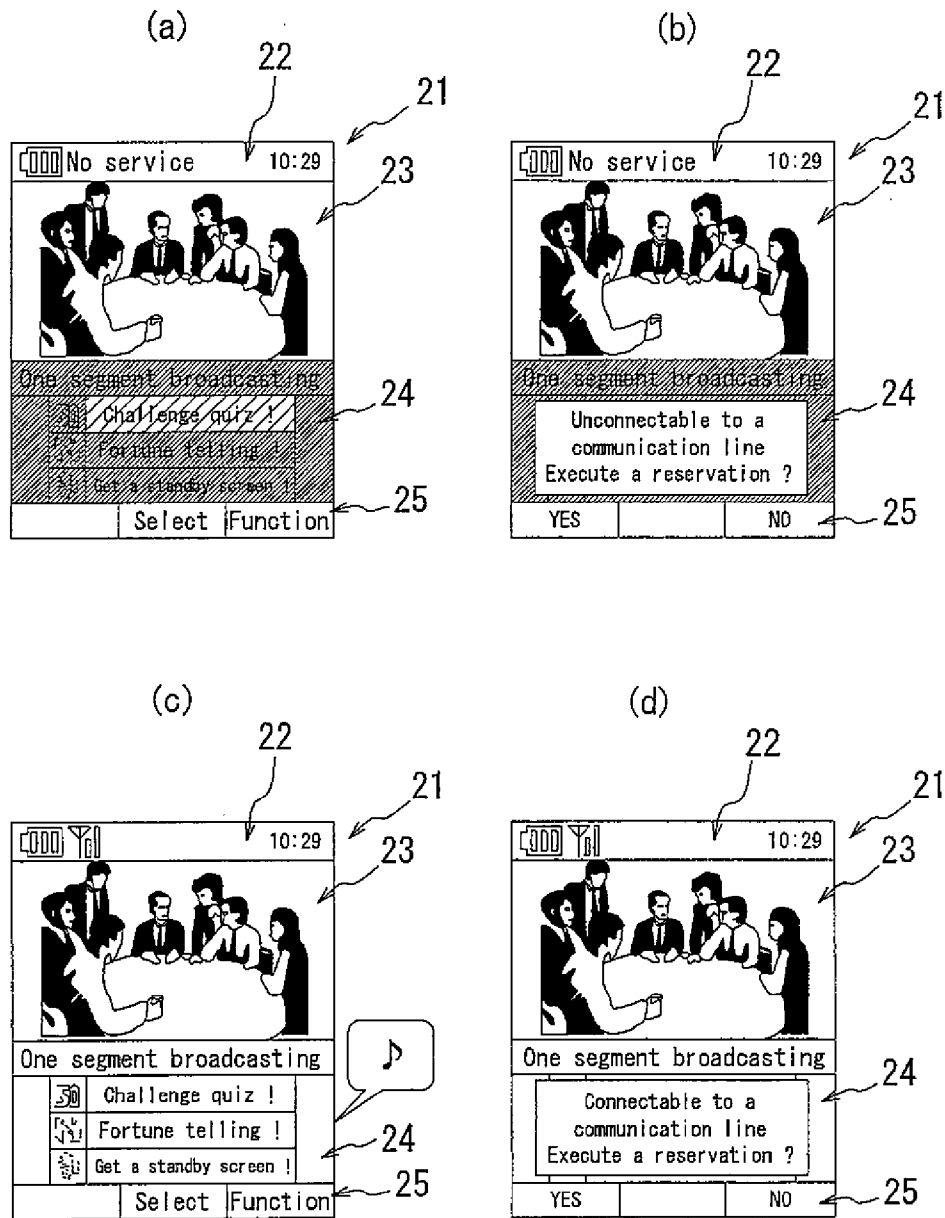 (a)
22
21
No service 10:29
23
One segment broadcasting
Challenge quiz !
Fortune telling !
Get a standby screen !
24
Select Function
25
(b)
22
21
No service 10:29
23
One segment broadcasting
Unconnectable to a
communication line
Execute a reservation ?
24
YES NO
25
(c)
22
21
10:29
23
One segment broadcasting
Challenge quiz !
Fortune telling !
Get a standby screen !
24
Select Function
25
(d)
22
21
10:29
23
One segment broadcasting
Connectable to a
communication line
Execute a reservation ?
24
YES NO
25